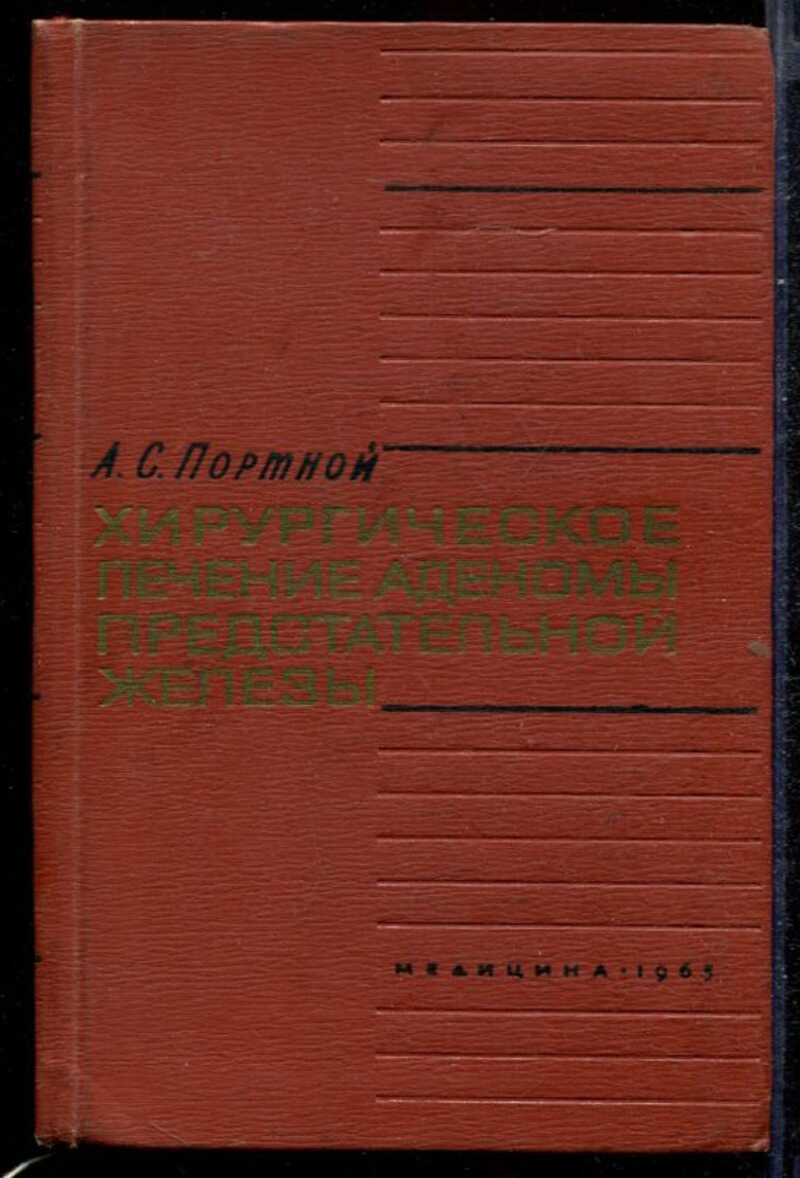 А. С. Портной
ХИРУРГИЧЕСКОЕ
ЛЕЧЕНИЕ АДЕНОМЫ
ПРЕДСТАТЕЛЬНОЙ
ЖЕЛЕЗЫ
МЕДИЦИНА · 1965